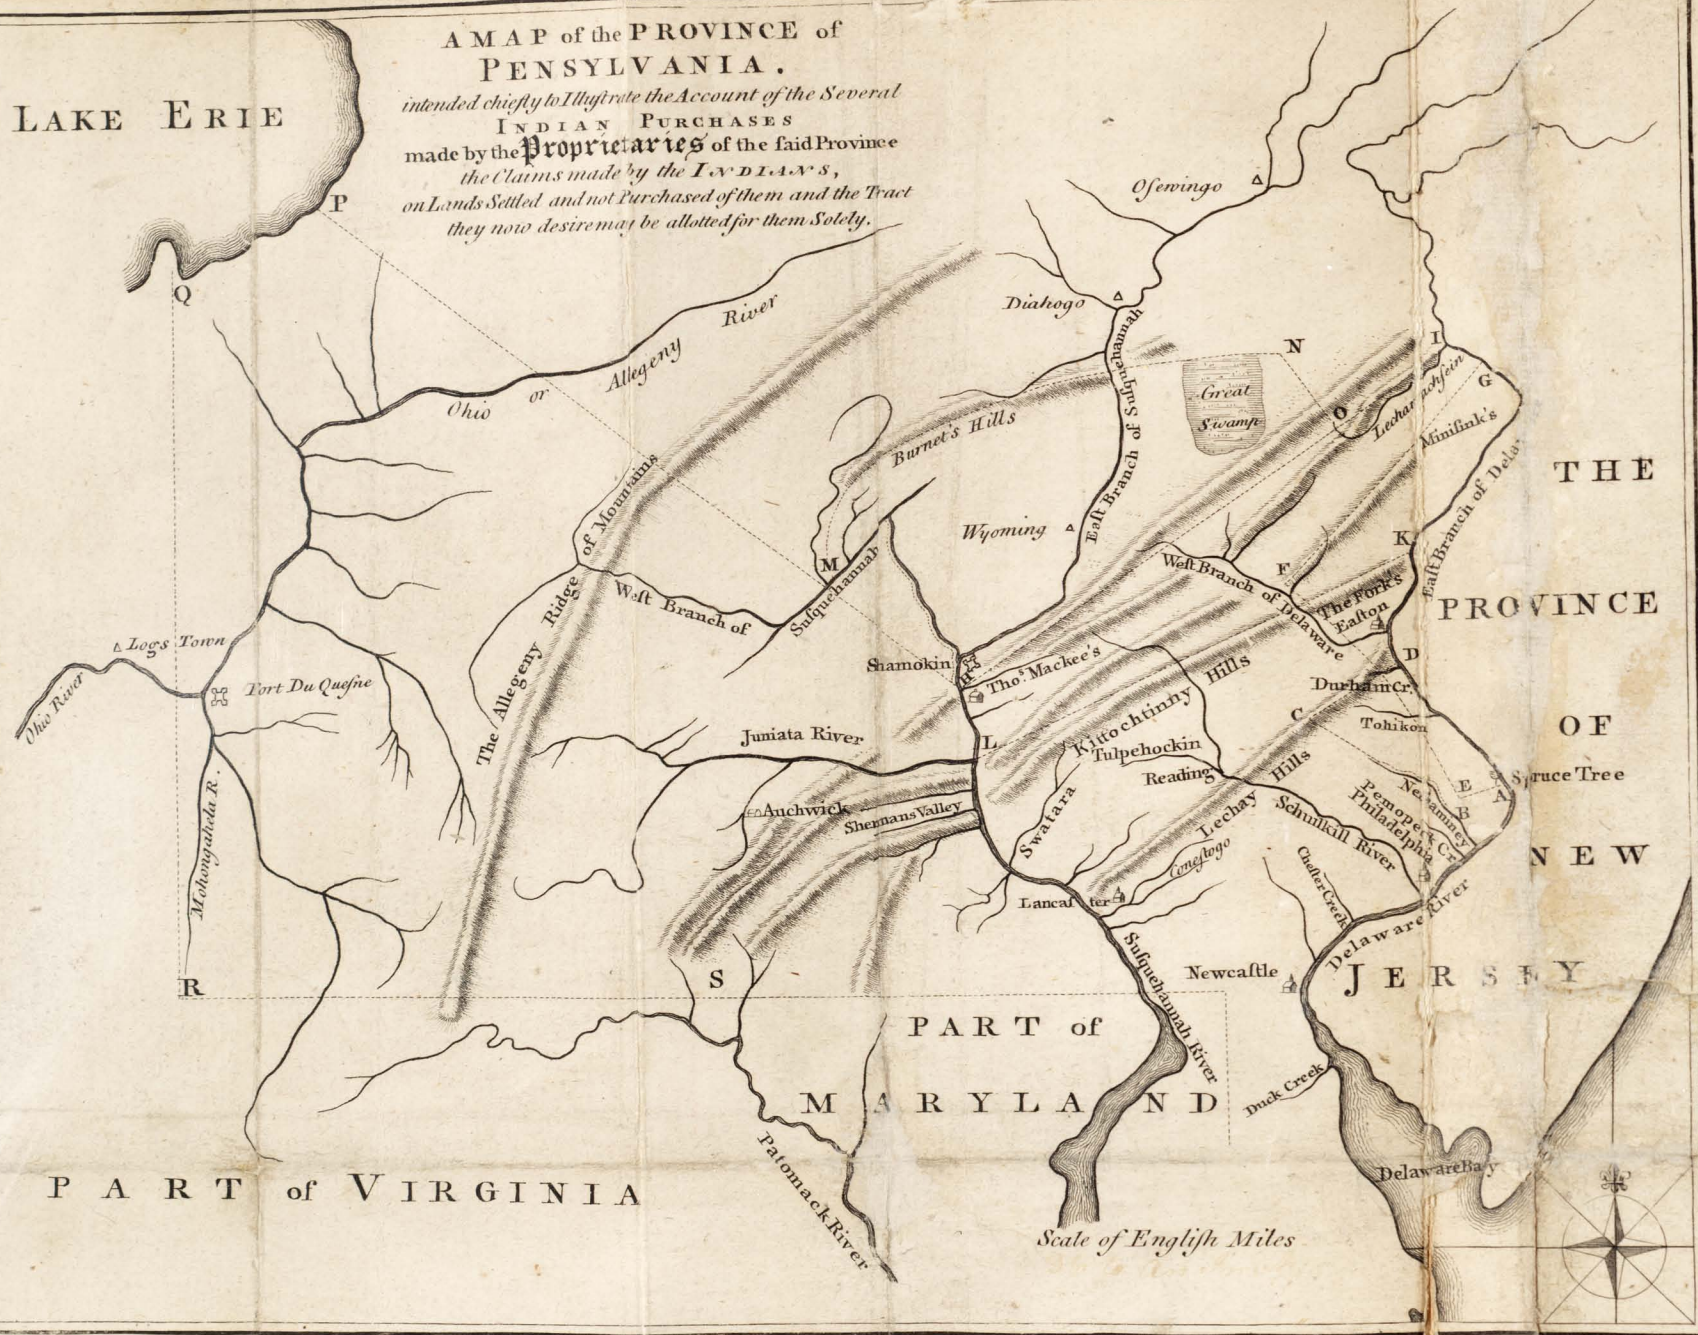 A MAP of the PROVINCE of
PENSYLVANIA.
intended chiefly to Illuſtrate the Account of the Several
INDIAN PURCHASES
made by the Proprietaries of the ſaid Province
the Claims made by the INDIANS,
on Lands Settled and not Purchased of them and the Tract
they now desire may be allotted for them Solely.
LAKE ERIE
P
Q
Oſewingo
Diahogo
Ohio or Allegeny River
N
I
G
O
Great
Swamp
Miniſink's
Burnet's Hills
Eaſt Branch of Suſquehannah
Wyoming
The Allegeny Ridge of Mountains
M
Weſt Branch of Suſquehannah
THE
PROVINCE
OF
NEW
JERSEY
K
F
Eaſt Branch of Dela
Weſt Branch of Delaware
The Fork's
Eaſton
D
Logs Town
Ohio River
Fort Du Queſne
Shamokin
H
Thoˢ. Mackee's
Durham Cr.
C
Tohikon
Kittochtinny Hills
Juniata River
L
Tulpehockin
Reading
Spruce Tree
E
A
B
Neshaminey
Pemopeck Cr.
Philadelphia
Auchwick
Shermans Valley
Swatara
Lechay Hills
Schuilkill River
Coneſtogo
Cheſter Creek
Mohongahela R.
Lancaſter
Delaware River
Suſquehannah River
Newcaſtle
R
S
PART of
MARYLAND
Duck Creek
Delaware Bay
PART of VIRGINIA
Patomack River
Scale of Engliſh Miles